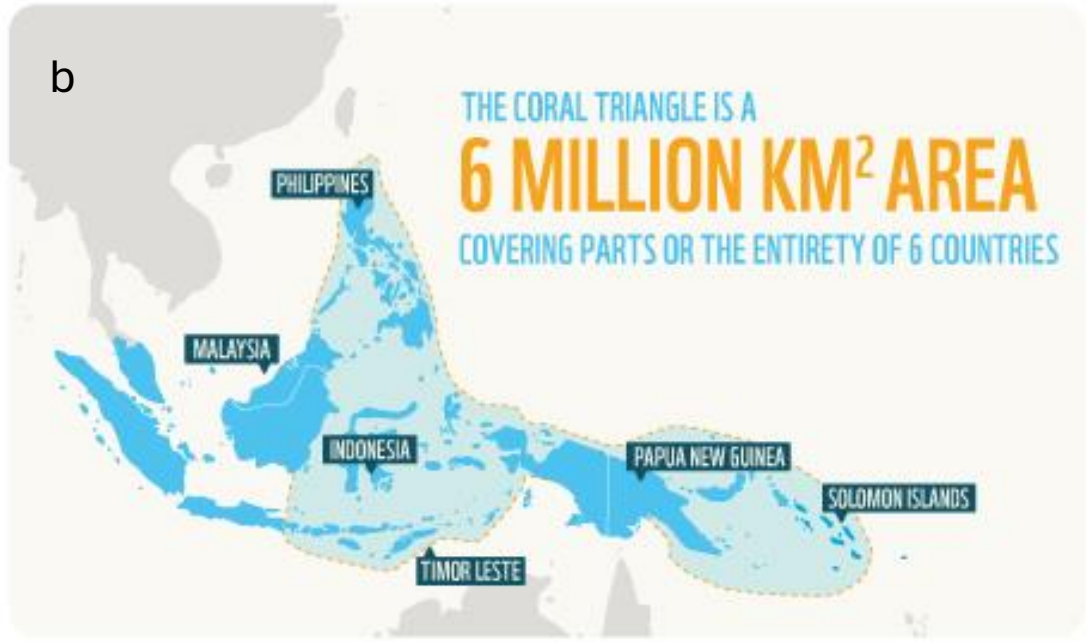 b
THE CORAL TRIANGLE IS A
6 MILLION KM² AREA
COVERING PARTS OR THE ENTIRETY OF 6 COUNTRIES
PHILIPPINES
MALAYSIA
INDONESIA
PAPUA NEW GUINEA
SOLOMON ISLANDS
TIMOR LESTE